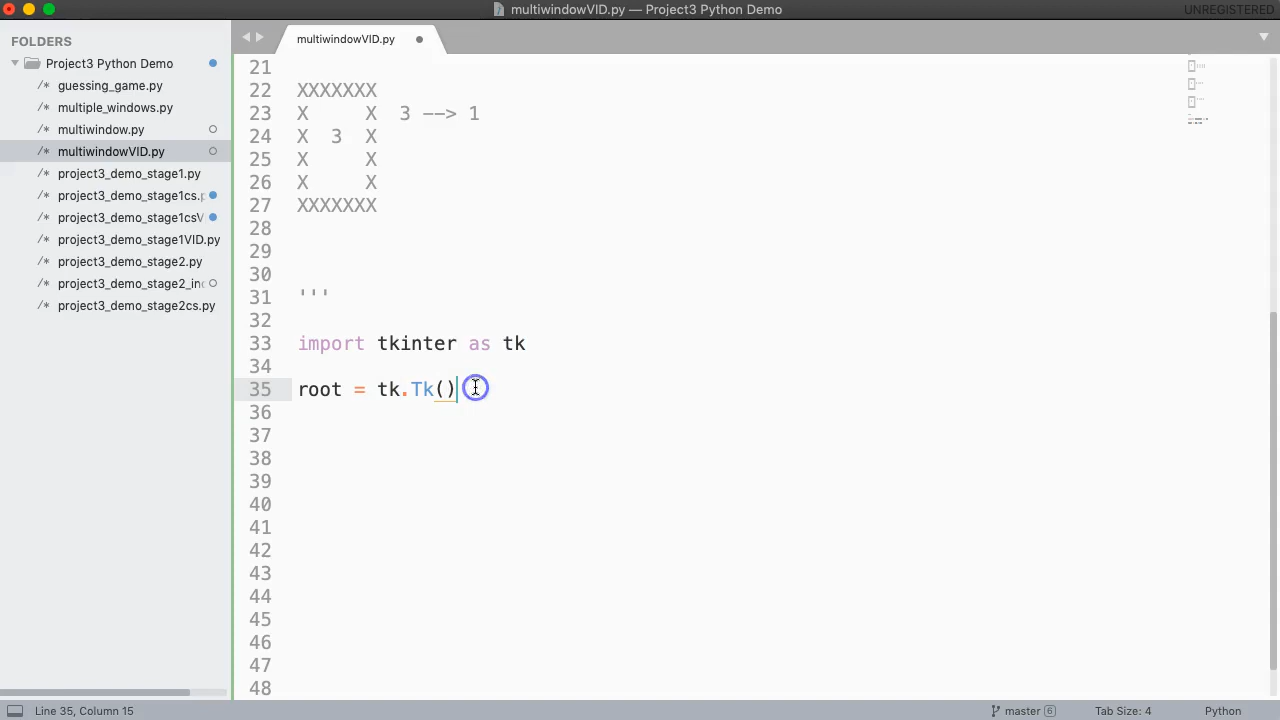 multiwindowVID.py — Project3 Python Demo
UNREGISTERED
FOLDERS
Project3 Python Demo
guessing_game.py
multiple_windows.py
multiwindow.py
multiwindowVID.py
project3_demo_stage1.py
project3_demo_stage1cs.p
project3_demo_stage1csV
project3_demo_stage1VID.py
project3_demo_stage2.py
project3_demo_stage2_in
project3_demo_stage2cs.py
multiwindowVID.py
21
22 XXXXXXX
23 X     X  3 --> 1
24 X  3  X
25 X     X
26 X     X
27 XXXXXXX
28
29
30
31 '''
32
33 import tkinter as tk
34
35 root = tk.Tk()
36
37
38
39
40
41
42
43
44
45
46
47
48
Line 35, Column 15
master 6
Tab Size: 4
Python